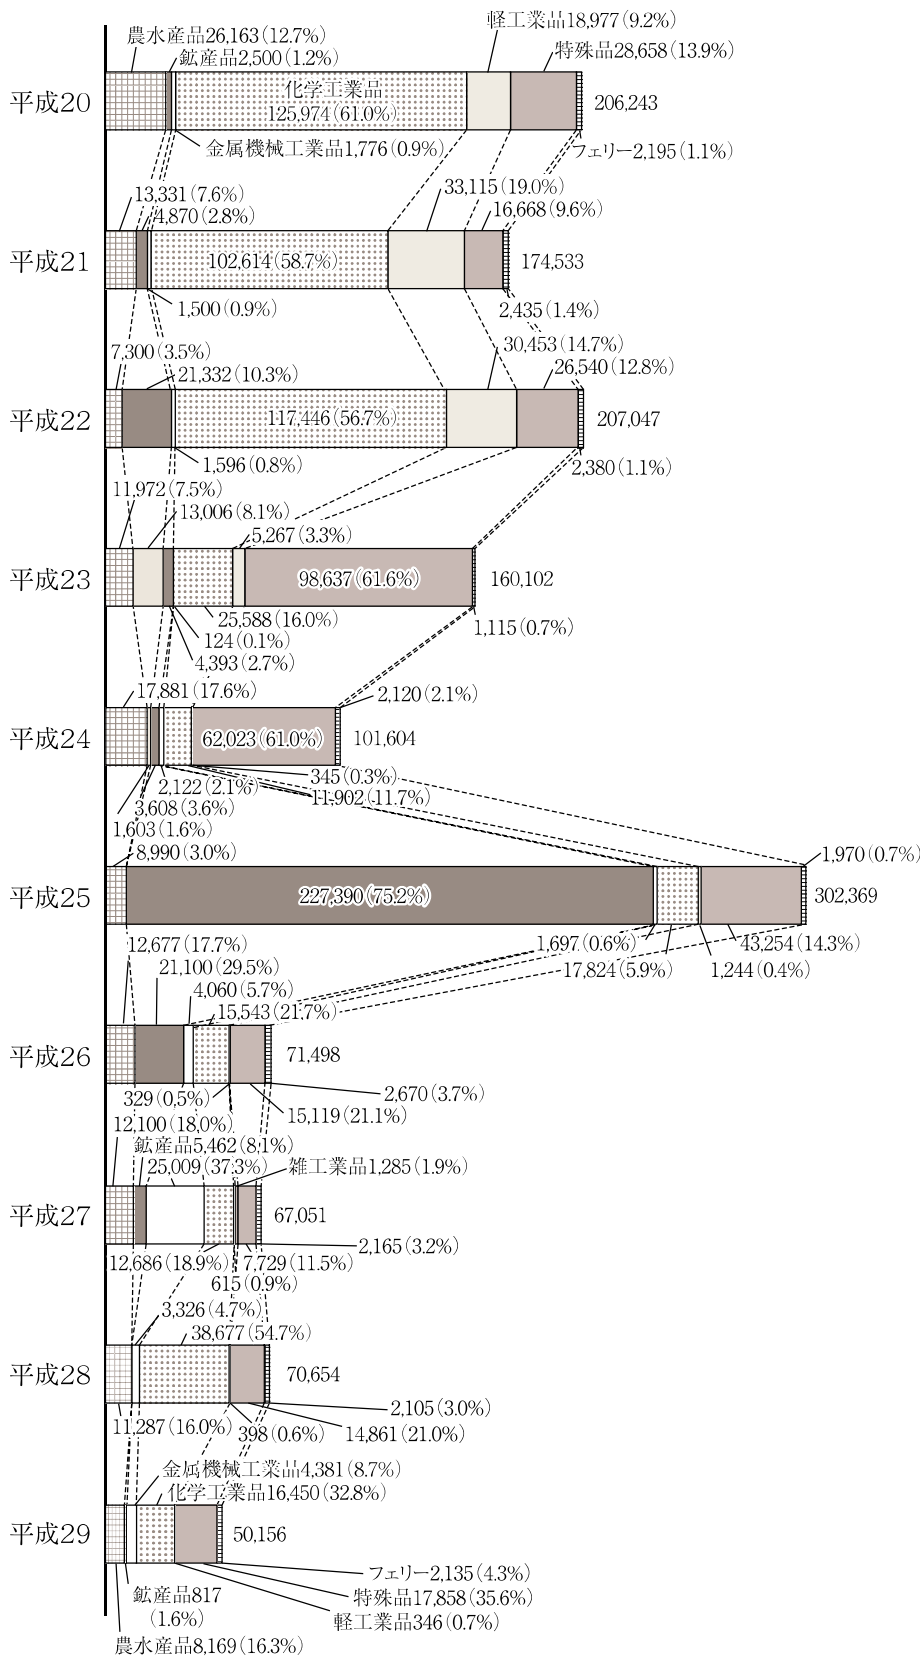 農水産品26,163(12.7%)
鉱産品2,500(1.2%)
軽工業品18,977(9.2%)
特殊品28,658(13.9%)
平成20
化学工業品
125,974(61.0%)
206,243
金属機械工業品1,776(0.9%)
フェリー2,195(1.1%)
13,331(7.6%)
4,870(2.8%)
33,115(19.0%)
16,668(9.6%)
平成21
102,614(58.7%)
174,533
1,500(0.9%)
2,435(1.4%)
7,300(3.5%)
21,332(10.3%)
30,453(14.7%)
26,540(12.8%)
平成22
117,446(56.7%)
207,047
1,596(0.8%)
2,380(1.1%)
11,972(7.5%)
13,006(8.1%)
5,267(3.3%)
平成23
98,637(61.6%)
160,102
25,588(16.0%)
124(0.1%)
4,393(2.7%)
1,115(0.7%)
17,881(17.6%)
2,120(2.1%)
平成24
62,023(61.0%)
101,604
345(0.3%)
2,122(2.1%)
11,902(11.7%)
3,608(3.6%)
1,603(1.6%)
8,990(3.0%)
1,970(0.7%)
平成25
227,390(75.2%)
302,369
1,697(0.6%)
43,254(14.3%)
17,824(5.9%)
1,244(0.4%)
12,677(17.7%)
21,100(29.5%)
4,060(5.7%)
15,543(21.7%)
平成26
71,498
329(0.5%)
2,670(3.7%)
15,119(21.1%)
12,100(18.0%)
鉱産品5,462(8.1%)
25,009(37.3%)
雑工業品1,285(1.9%)
平成27
67,051
2,165(3.2%)
12,686(18.9%)
7,729(11.5%)
615(0.9%)
3,326(4.7%)
38,677(54.7%)
平成28
70,654
2,105(3.0%)
11,287(16.0%)
398(0.6%)
14,861(21.0%)
金属機械工業品4,381(8.7%)
化学工業品16,450(32.8%)
平成29
50,156
フェリー2,135(4.3%)
鉱産品817
(1.6%)
特殊品17,858(35.6%)
軽工業品346(0.7%)
農水産品8,169(16.3%)